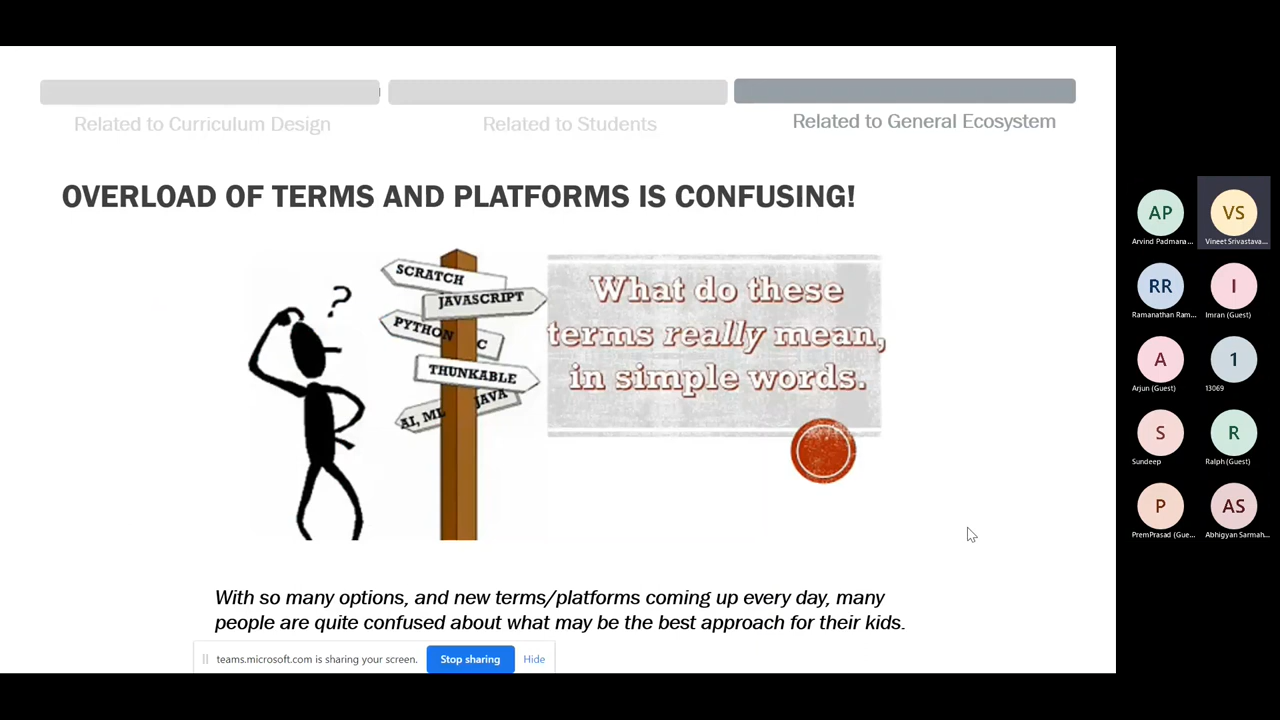 Related to Curriculum Design
Related to Students
Related to General Ecosystem
OVERLOAD OF TERMS AND PLATFORMS IS CONFUSING!
?
SCRATCH
JAVASCRIPT
PYTHON
C
THUNKABLE
AI, ML
JAVA
What do these
terms really mean,
in simple words.
With so many options, and new terms/platforms coming up every day, many
people are quite confused about what may be the best approach for their kids.
teams.microsoft.com is sharing your screen.
Stop sharing
Hide
AP
Arvind Padmana...
VS
Vineet Srivastava...
RR
Ramanathan Ram...
I
Imran (Guest)
A
Arjun (Guest)
1
13069
S
Sundeep
R
Ralph (Guest)
P
PremPrasad (Gue...
AS
Abhigyan Sarmah...